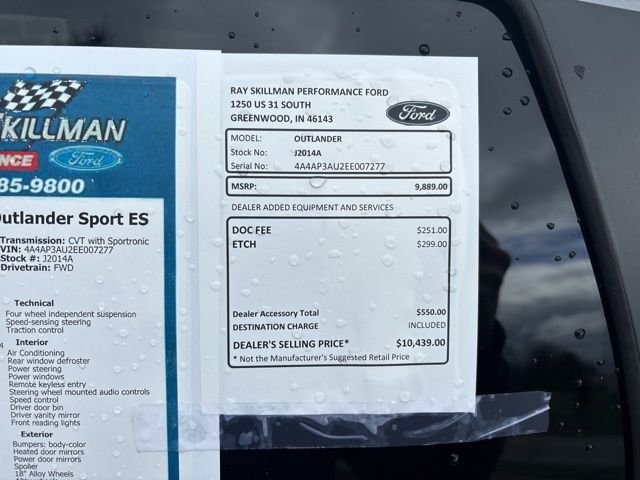 SKILLMAN
Ford
85-9800
Outlander Sport ES
Transmission: CVT with Sportronic
VIN: 4A4AP3AU2EE007277
Stock #: J2014A
Drivetrain: FWD
Technical
Four wheel independent suspension
Speed-sensing steering
Traction control
Interior
Air Conditioning
Rear window defroster
Power steering
Power windows
Remote keyless entry
Steering wheel mounted audio controls
Speed control
Driver door bin
Driver vanity mirror
Front reading lights
Exterior
Bumpers: body-color
Heated door mirrors
Power door mirrors
Spoiler
18" Alloy Wheels
RAY SKILLMAN PERFORMANCE FORD
1250 US 31 SOUTH
GREENWOOD, IN 46143
Ford
MODEL: OUTLANDER
Stock No: J2014A
Serial No: 4A4AP3AU2EE007277
MSRP: 9,889.00
DEALER ADDED EQUIPMENT AND SERVICES
DOC FEE $251.00
ETCH $299.00
Dealer Accessory Total $550.00
DESTINATION CHARGE INCLUDED
DEALER'S SELLING PRICE* $10,439.00
* Not the Manufacturer's Suggested Retail Price